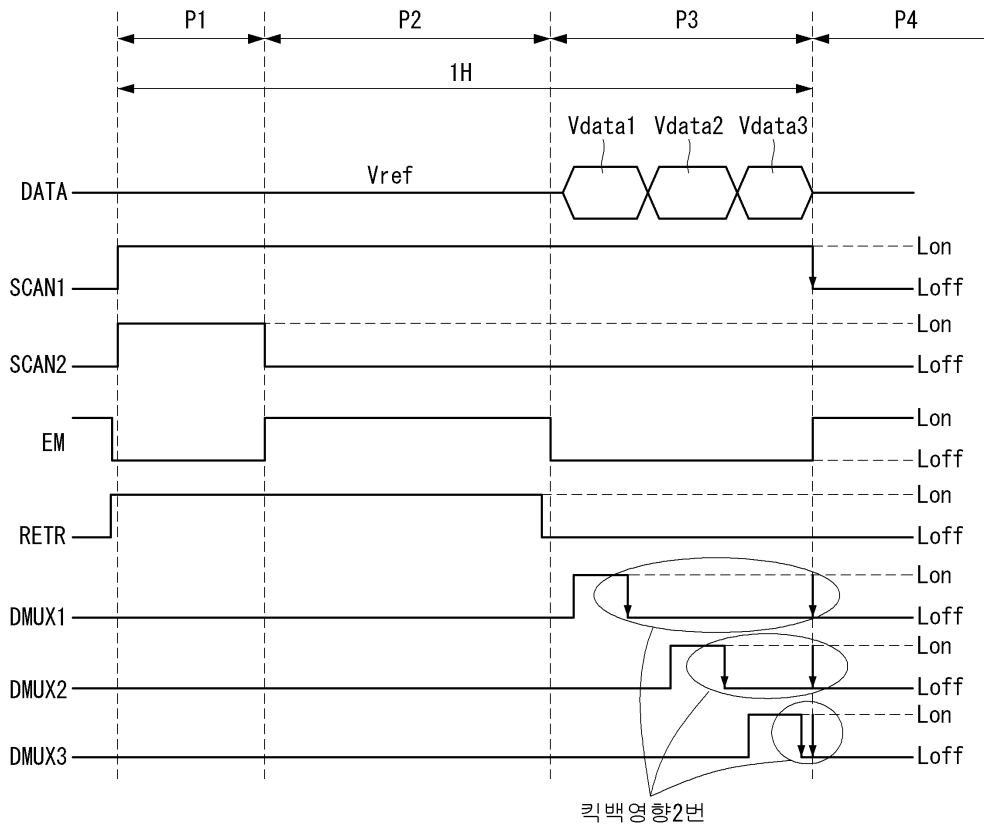 P1 P2 P3 P4
1H
Vdata1 Vdata2 Vdata3
Vref
DATA
Lon
SCAN1 Loff
Lon
SCAN2 Loff
Lon
EM
Loff
Lon
RETR Loff
Lon
DMUX1 Loff
Lon
DMUX2 Loff
Lon
DMUX3 Loff
킥백영향2번